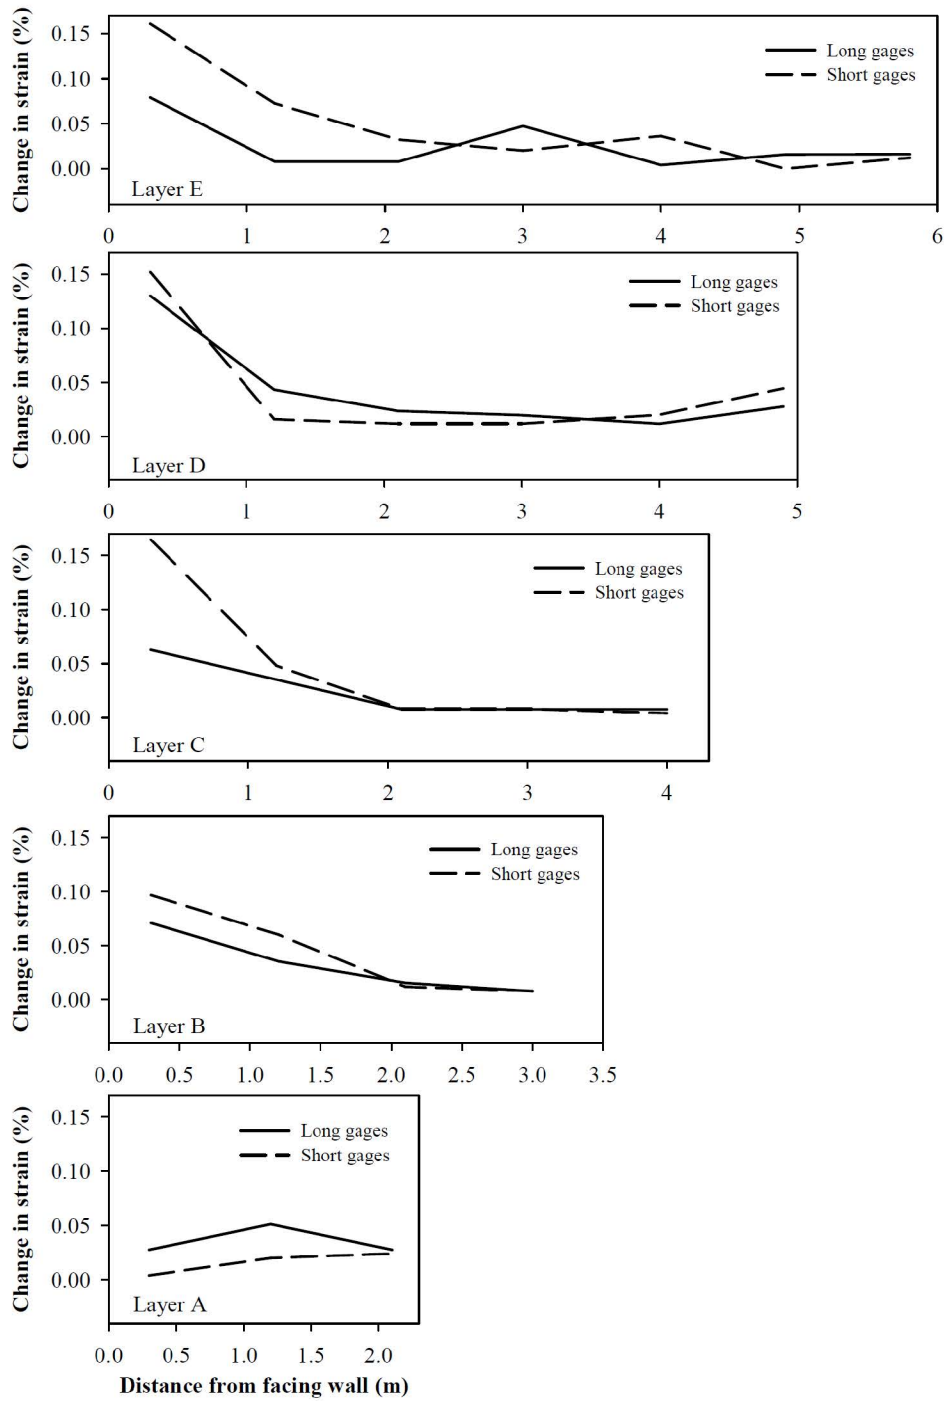 Change in strain (%)
0.15
0.10
0.05
0.00
Long gages
Short gages
Layer E
0 1 2 3 4 5 6
Change in strain (%)
0.15
0.10
0.05
0.00
Long gages
Short gages
Layer D
0 1 2 3 4 5
Change in strain (%)
0.15
0.10
0.05
0.00
Long gages
Short gages
Layer C
0 1 2 3 4
Change in strain (%)
0.15
0.10
0.05
0.00
Long gages
Short gages
Layer B
0.0 0.5 1.0 1.5 2.0 2.5 3.0 3.5
Change in strain (%)
0.15
0.10
0.05
0.00
Long gages
Short gages
Layer A
0.0 0.5 1.0 1.5 2.0
Distance from facing wall (m)